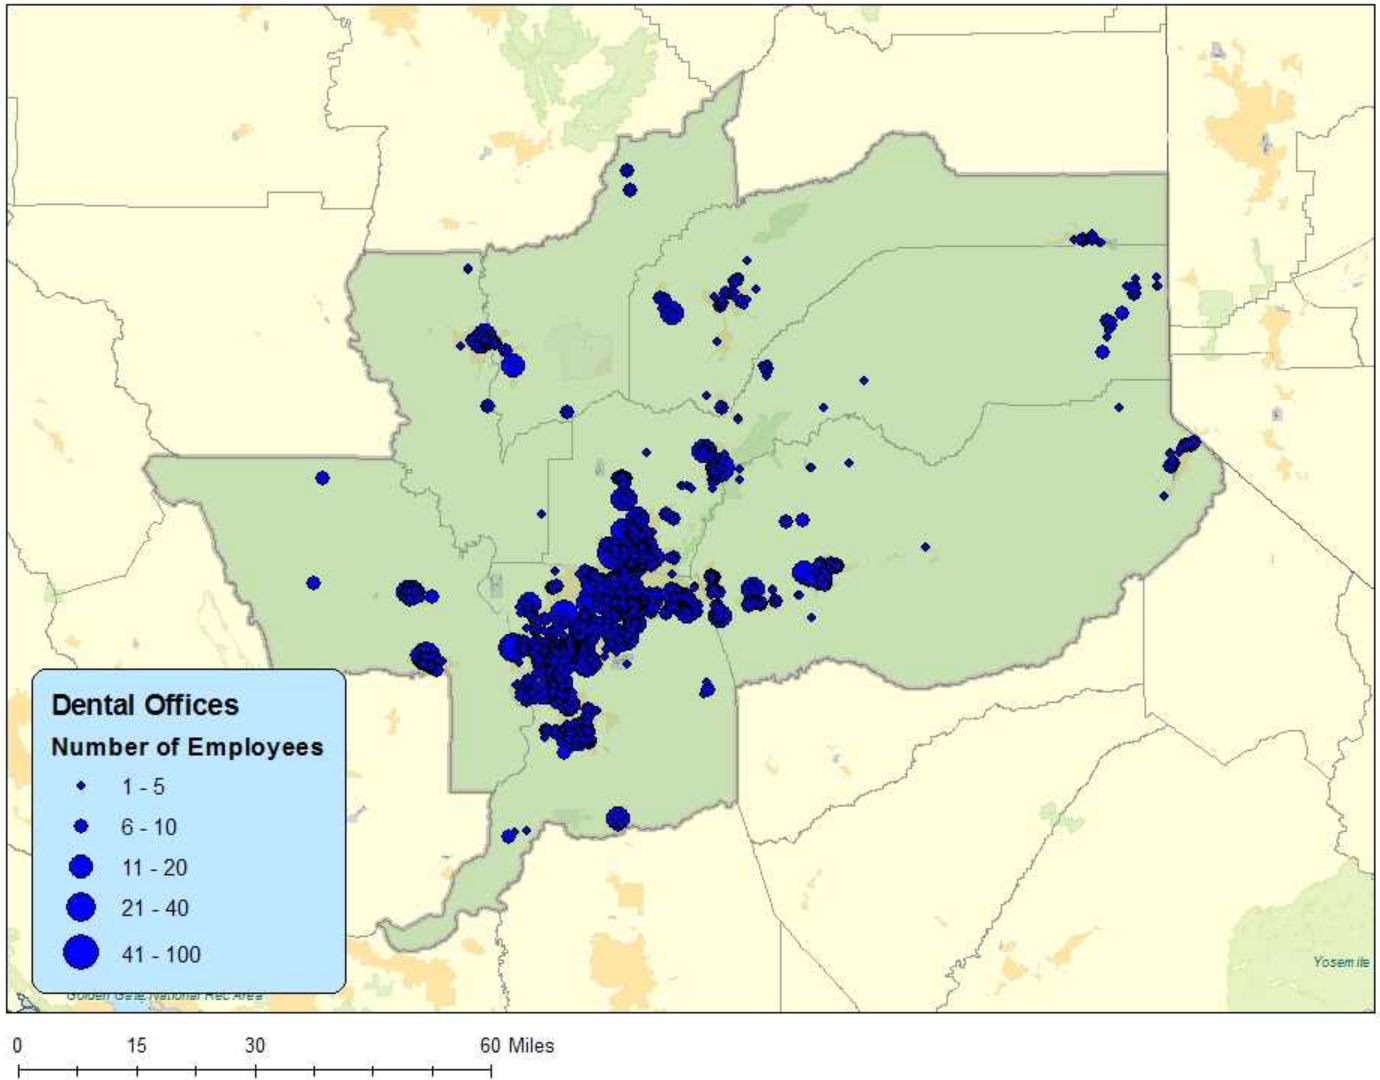 Dental Offices
Number of Employees
1 - 5
6 - 10
11 - 20
21 - 40
41 - 100
Yosemite
Golden Gate National Rec Area
0 15 30 60 Miles